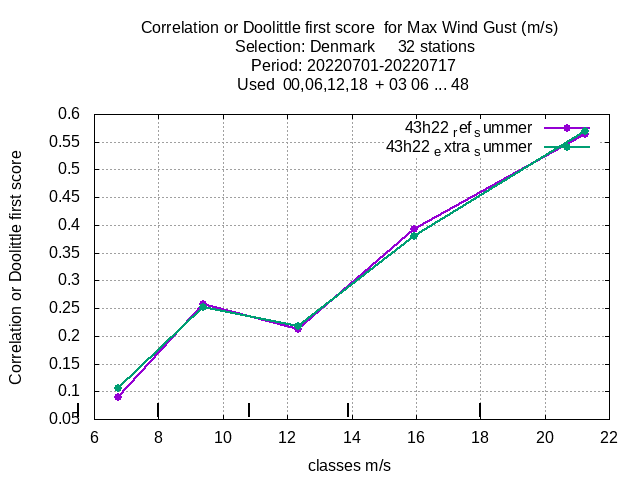 Correlation or Doolittle first score  for Max Wind Gust (m/s)
Selection: Denmark     32 stations
Period: 20220701-20220717
Used  00,06,12,18  + 03 06 ... 48
43h22 ref summer
43h22 extra summer
Correlation or Doolittle first score
0.6
0.55
0.5
0.45
0.4
0.35
0.3
0.25
0.2
0.15
0.1
0.05
6 8 10 12 14 16 18 20 22
classes m/s